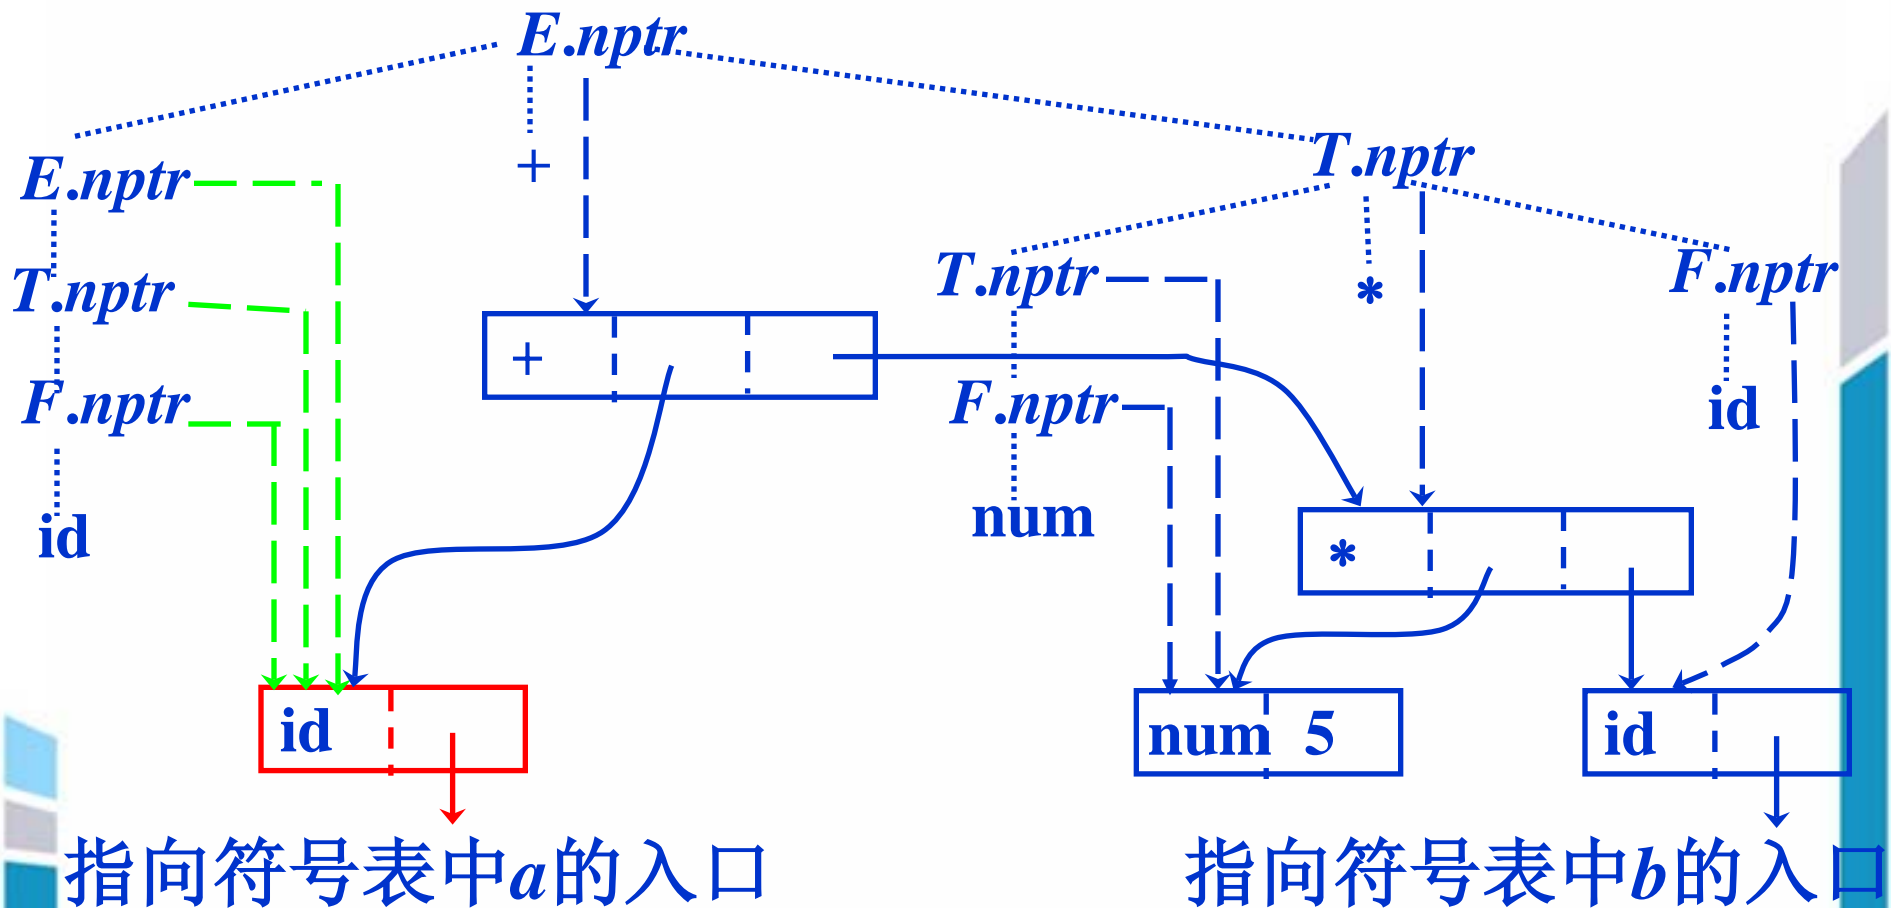 E.nptr
+
T.nptr
E.nptr
T.nptr
*
F.nptr
T.nptr
+
F.nptr
F.nptr
id
id
num
*
id
num 5
id
指向符号表中a的入口
指向符号表中b的入口